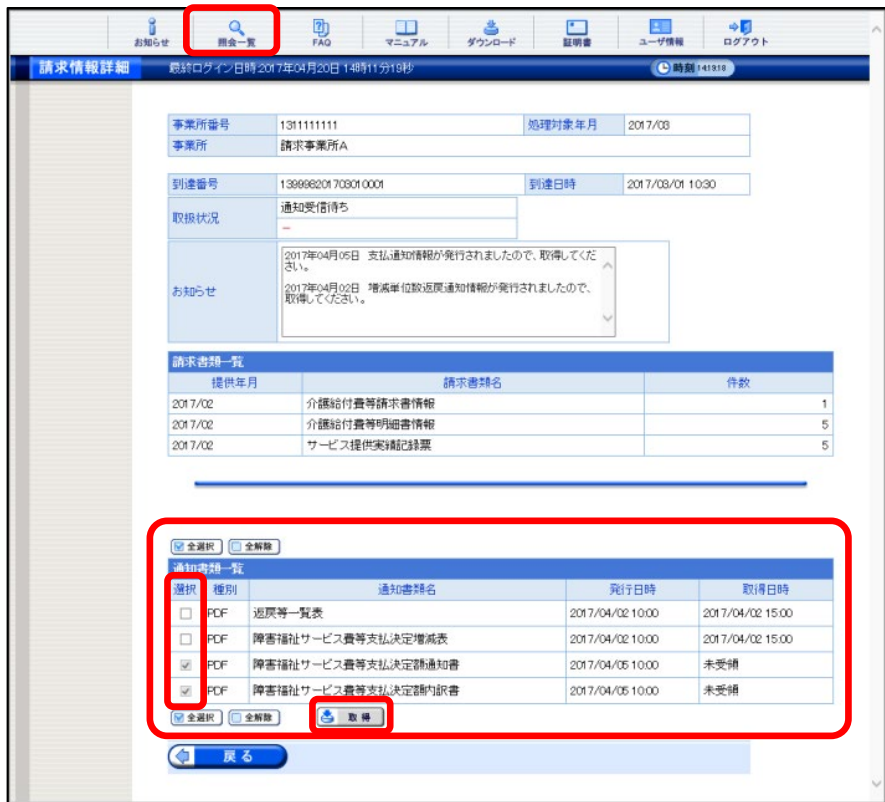 お知らせ 照会一覧 FAQ マニュアル ダウンロード 証明書 ユーザ情報 ログアウト
請求情報詳細 最終ログイン日時:2017年04月20日 14時11分19秒 時刻 14:19:18
事業所番号 1311111111 処理対象年月 2017/03
事業所 請求事業所A
到達番号 139998201703010001 到達日時 2017/03/01 10:30
取扱状況 通知受信待ち
－
お知らせ
2017年04月05日 支払通知情報が発行されましたので、取得してくだ
さい。
2017年04月02日 増減単位数返戻通知情報が発行されましたので、
取得してください。
請求書類一覧
提供年月 請求書類名 件数
2017/02 介護給付費等請求書情報 1
2017/02 介護給付費等明細書情報 5
2017/02 サービス提供実績記録票 5
全選択 全解除
通知書類一覧
選択 種別 通知書類名 発行日時 取得日時
PDF 返戻等一覧表 2017/04/02 10:00 2017/04/02 15:00
PDF 障害福祉サービス費等支払決定増減表 2017/04/02 10:00 2017/04/02 15:00
PDF 障害福祉サービス費等支払決定額通知書 2017/04/05 10:00 未受領
PDF 障害福祉サービス費等支払決定額内訳書 2017/04/05 10:00 未受領
全選択 全解除 取得
戻る